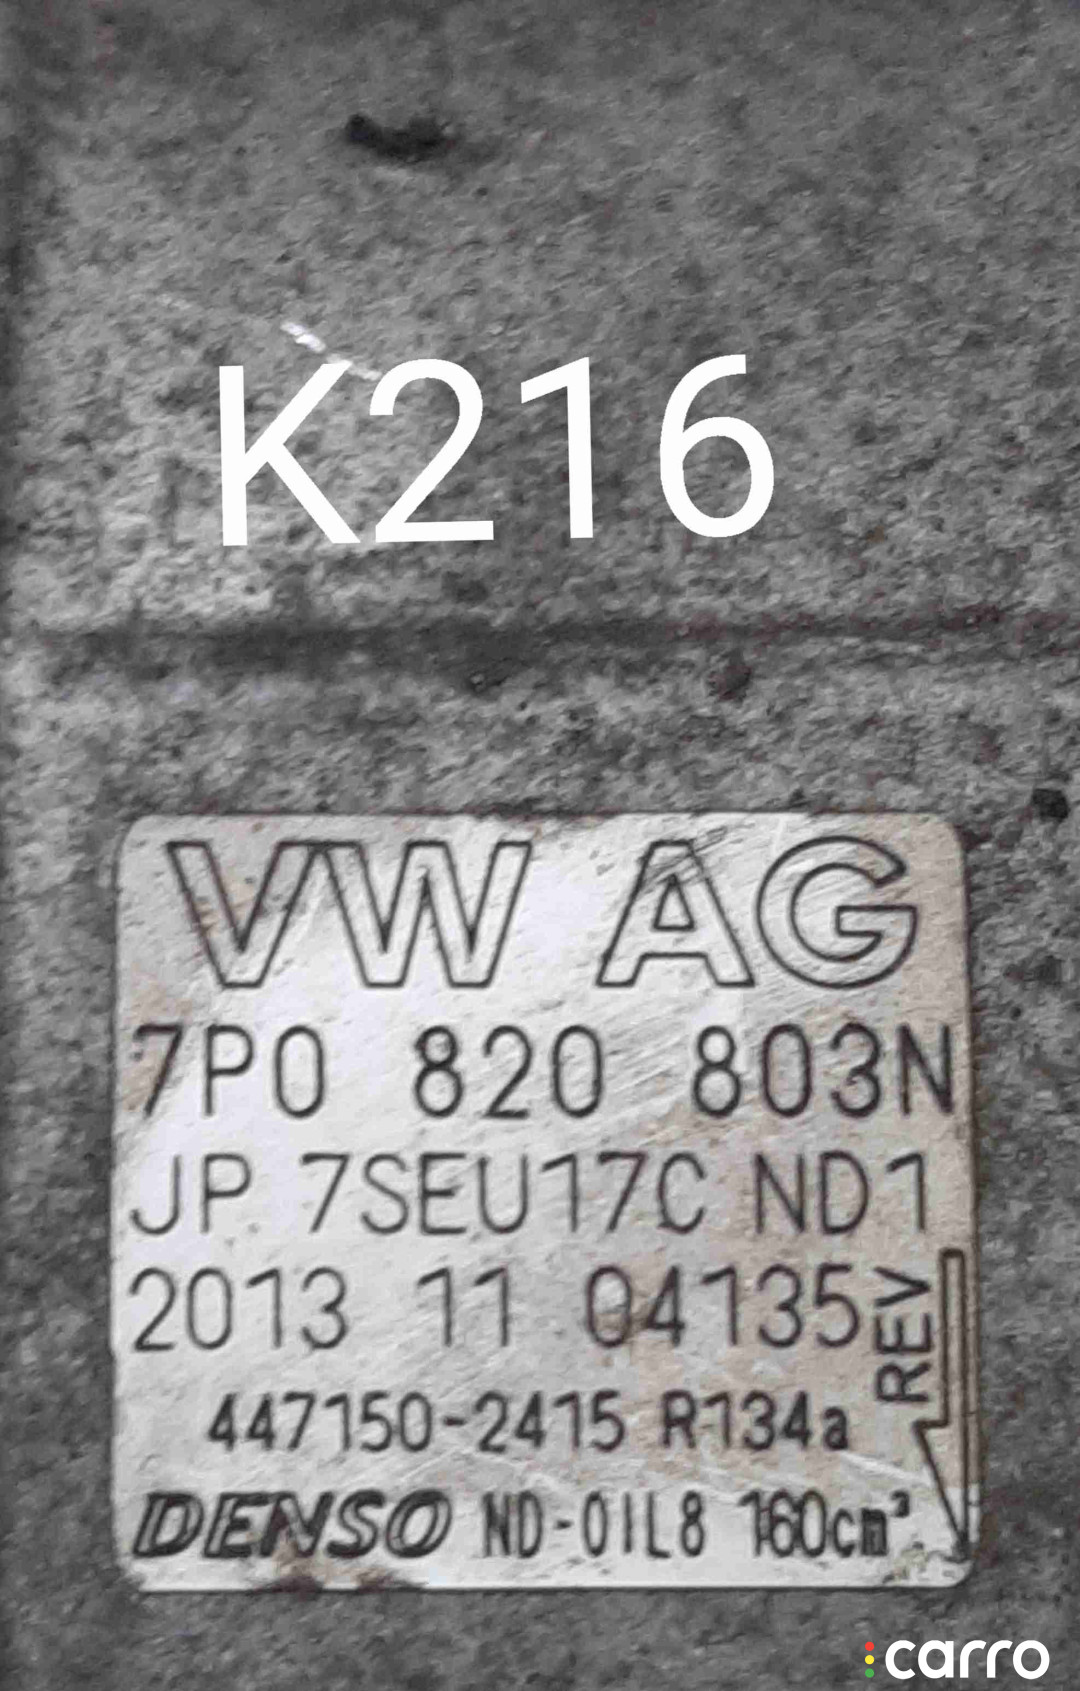 K216
VW AG
7P0 820 803N
JP 7SEU17C ND1
2013 11 04135
REV
447150-2415 R134a
DENSO ND-OIL8 160cm³
carro